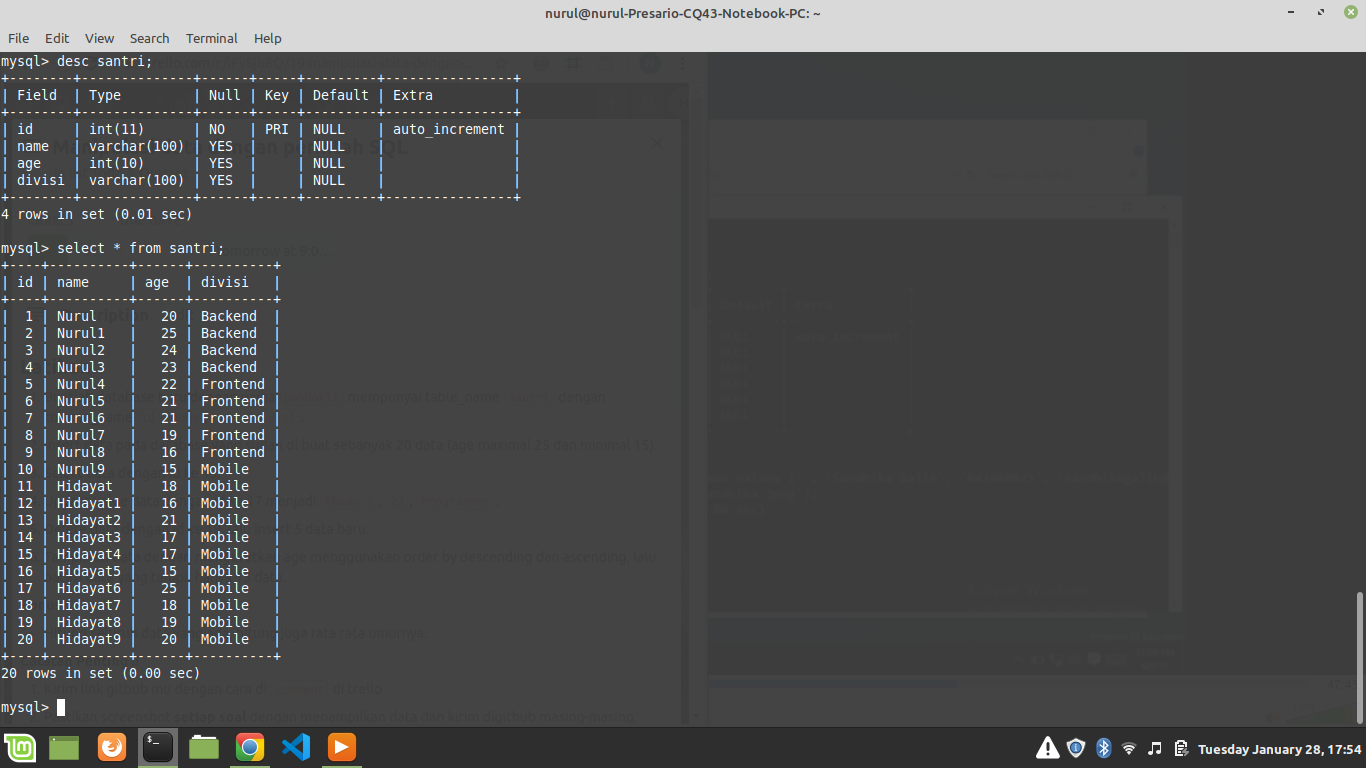 nurul@nurul-Presario-CQ43-Notebook-PC: ~
File Edit View Search Terminal Help
mysql> desc santri;
+--------+--------------+------+-----+---------+----------------+
| Field  | Type         | Null | Key | Default | Extra          |
+--------+--------------+------+-----+---------+----------------+
| id     | int(11)      | NO   | PRI | NULL    | auto_increment |
| name   | varchar(100) | YES  |     | NULL    |                |
| age    | int(10)      | YES  |     | NULL    |                |
| divisi | varchar(100) | YES  |     | NULL    |                |
+--------+--------------+------+-----+---------+----------------+
4 rows in set (0.01 sec)
mysql> select * from santri;
+----+----------+------+----------+
| id | name     | age  | divisi   |
+----+----------+------+----------+
|  1 | Nurul    |   20 | Backend  |
|  2 | Nurul1   |   25 | Backend  |
|  3 | Nurul2   |   24 | Backend  |
|  4 | Nurul3   |   23 | Backend  |
|  5 | Nurul4   |   22 | Frontend |
|  6 | Nurul5   |   21 | Frontend |
|  7 | Nurul6   |   21 | Frontend |
|  8 | Nurul7   |   19 | Frontend |
|  9 | Nurul8   |   16 | Frontend |
| 10 | Nurul9   |   15 | Mobile   |
| 11 | Hidayat  |   18 | Mobile   |
| 12 | Hidayat1 |   16 | Mobile   |
| 13 | Hidayat2 |   21 | Mobile   |
| 14 | Hidayat3 |   17 | Mobile   |
| 15 | Hidayat4 |   17 | Mobile   |
| 16 | Hidayat5 |   15 | Mobile   |
| 17 | Hidayat6 |   25 | Mobile   |
| 18 | Hidayat7 |   18 | Mobile   |
| 19 | Hidayat8 |   19 | Mobile   |
| 20 | Hidayat9 |   20 | Mobile   |
+----+----------+------+----------+
20 rows in set (0.00 sec)
mysql>
Tuesday January 28, 17:54